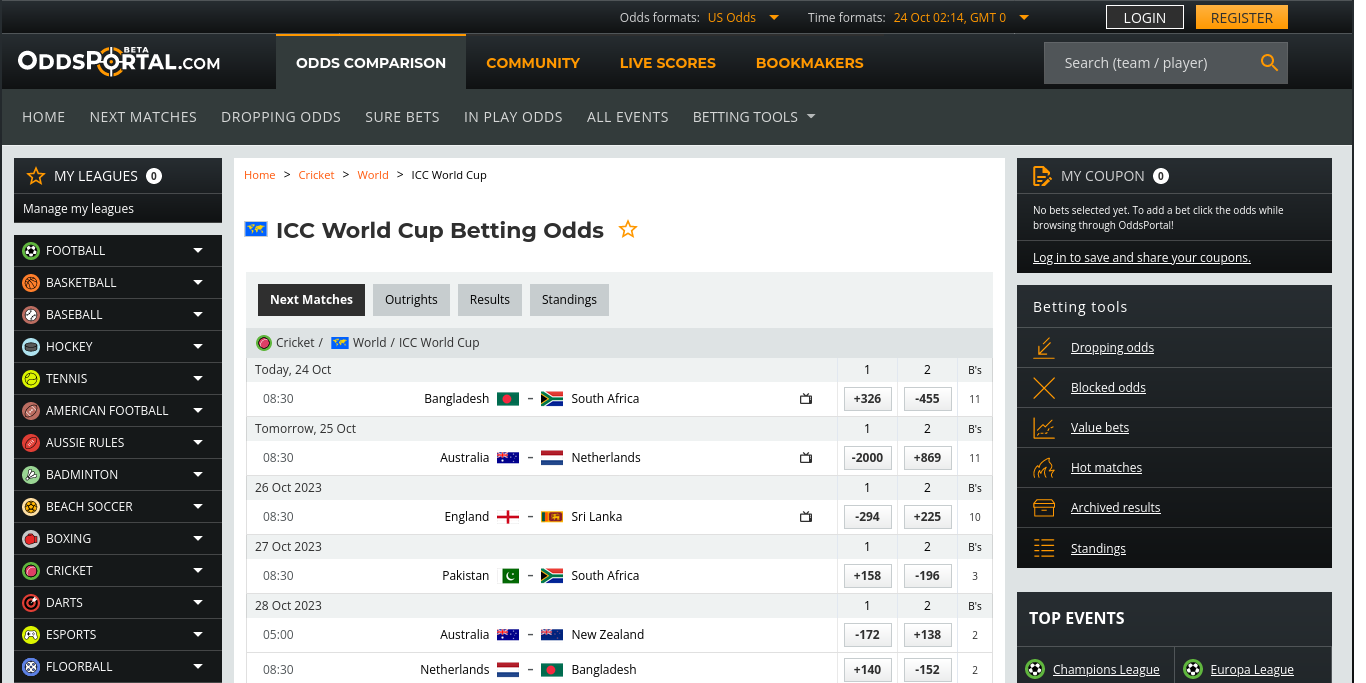 Odds formats: US Odds Time formats: 24 Oct 02:14, GMT 0 LOGIN REGISTER
ODDSPORTAL.COM BETA ODDS COMPARISON COMMUNITY LIVE SCORES BOOKMAKERS Search (team / player)
HOME NEXT MATCHES DROPPING ODDS SURE BETS IN PLAY ODDS ALL EVENTS BETTING TOOLS
MY LEAGUES 0
Manage my leagues
FOOTBALL
BASKETBALL
BASEBALL
HOCKEY
TENNIS
AMERICAN FOOTBALL
AUSSIE RULES
BADMINTON
BEACH SOCCER
BOXING
CRICKET
DARTS
ESPORTS
FLOORBALL
Home > Cricket > World > ICC World Cup
ICC World Cup Betting Odds
Next Matches Outrights Results Standings
Cricket / World / ICC World Cup
Today, 24 Oct 1 2 B's
08:30 Bangladesh – South Africa +326 -455 11
Tomorrow, 25 Oct 1 2 B's
08:30 Australia – Netherlands -2000 +869 11
26 Oct 2023 1 2 B's
08:30 England – Sri Lanka -294 +225 10
27 Oct 2023 1 2 B's
08:30 Pakistan – South Africa +158 -196 3
28 Oct 2023 1 2 B's
05:00 Australia – New Zealand -172 +138 2
08:30 Netherlands – Bangladesh +140 -152 2
MY COUPON 0
No bets selected yet. To add a bet click the odds while
browsing through OddsPortal!
Log in to save and share your coupons.
Betting tools
Dropping odds
Blocked odds
Value bets
Hot matches
Archived results
Standings
TOP EVENTS
Champions League Europa League